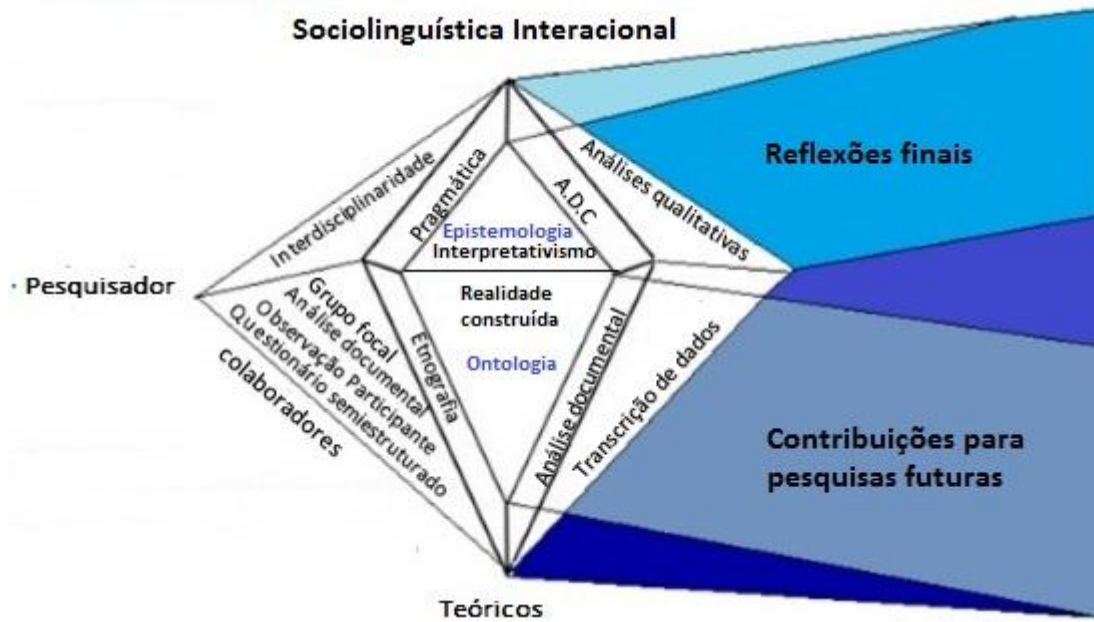 Sociolinguística Interacional
Interdisciplinaridade
Pragmática
A.D.C
Análises qualitativas
Reflexões finais
Epistemologia
Interpretativismo
Pesquisador
Realidade
construída
Ontologia
Grupo focal
Análise documental
Observação Participante
Questionário semiestruturado
colaboradores
Etnografia
Análise documental
Transcrição de dados
Contribuições para
pesquisas futuras
Teóricos